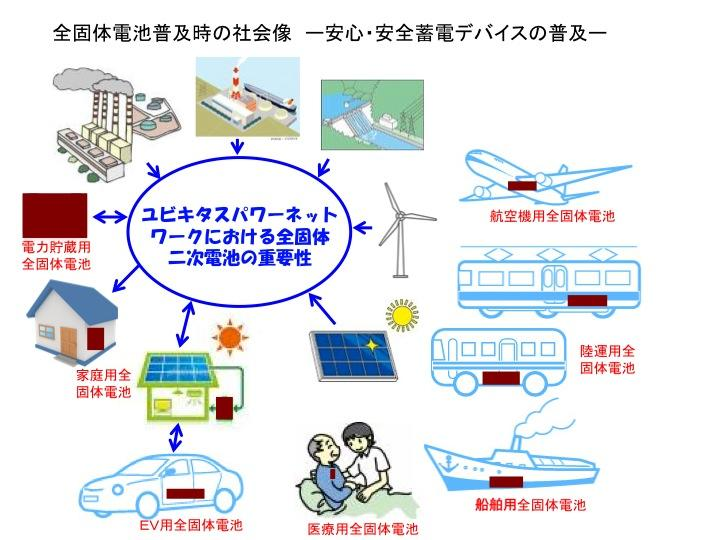 全固体電池普及時の社会像 ー安心・安全蓄電デバイスの普及ー
ユビキタスパワーネット
ワークにおける全固体
二次電池の重要性
航空機用全固体電池
電力貯蔵用
全固体電池
陸運用全
固体電池
家庭用全
固体電池
船舶用全固体電池
EV用全固体電池
医療用全固体電池